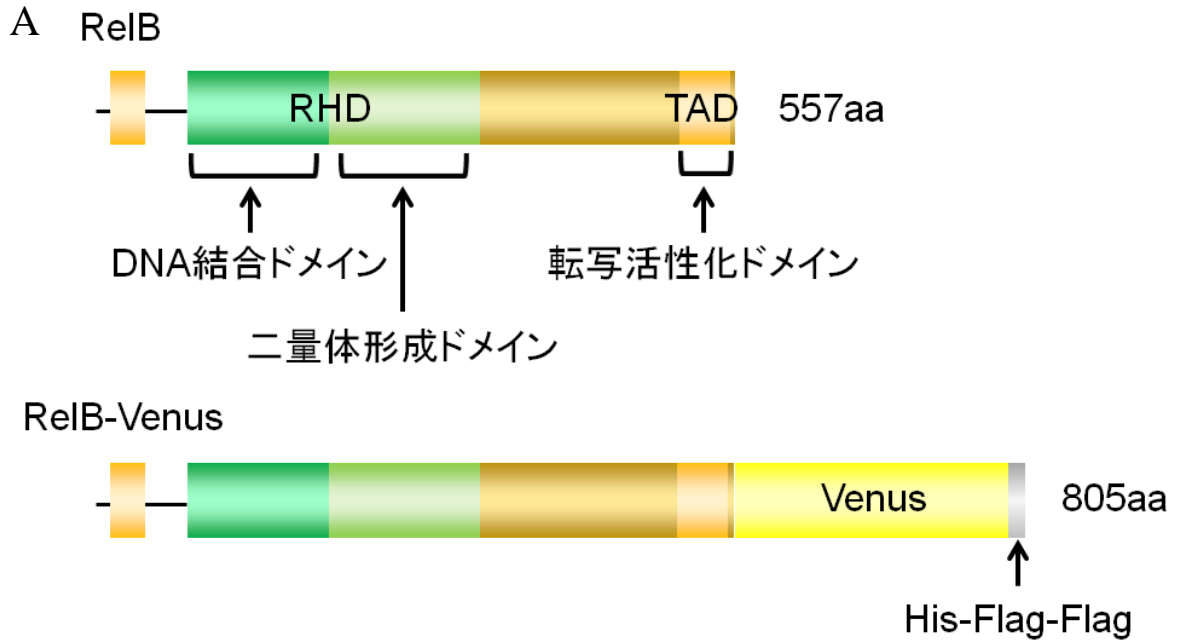 A
RelB
RHD
TAD
557aa
DNA結合ドメイン
転写活性化ドメイン
二量体形成ドメイン
RelB-Venus
Venus
805aa
His-Flag-Flag